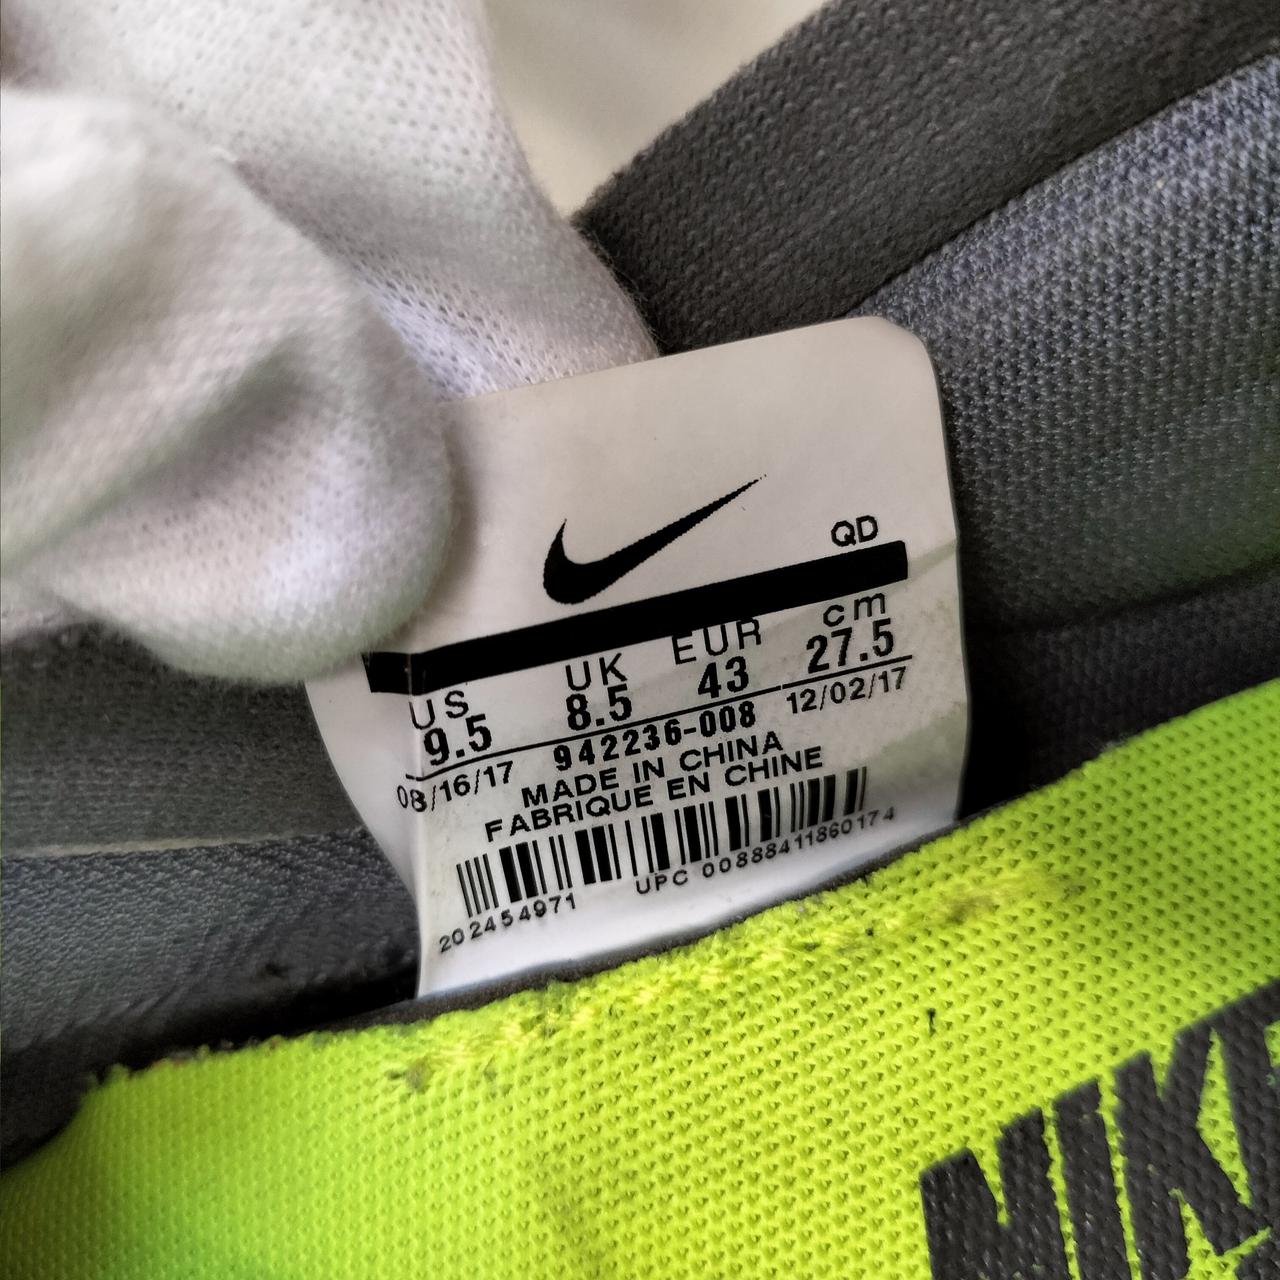 QD
US UK EUR cm
9.5 8.5 43 27.5
08/16/17 942236-008 12/02/17
MADE IN CHINA
FABRIQUE EN CHINE
202454971 UPC 00888411860174
NIKE